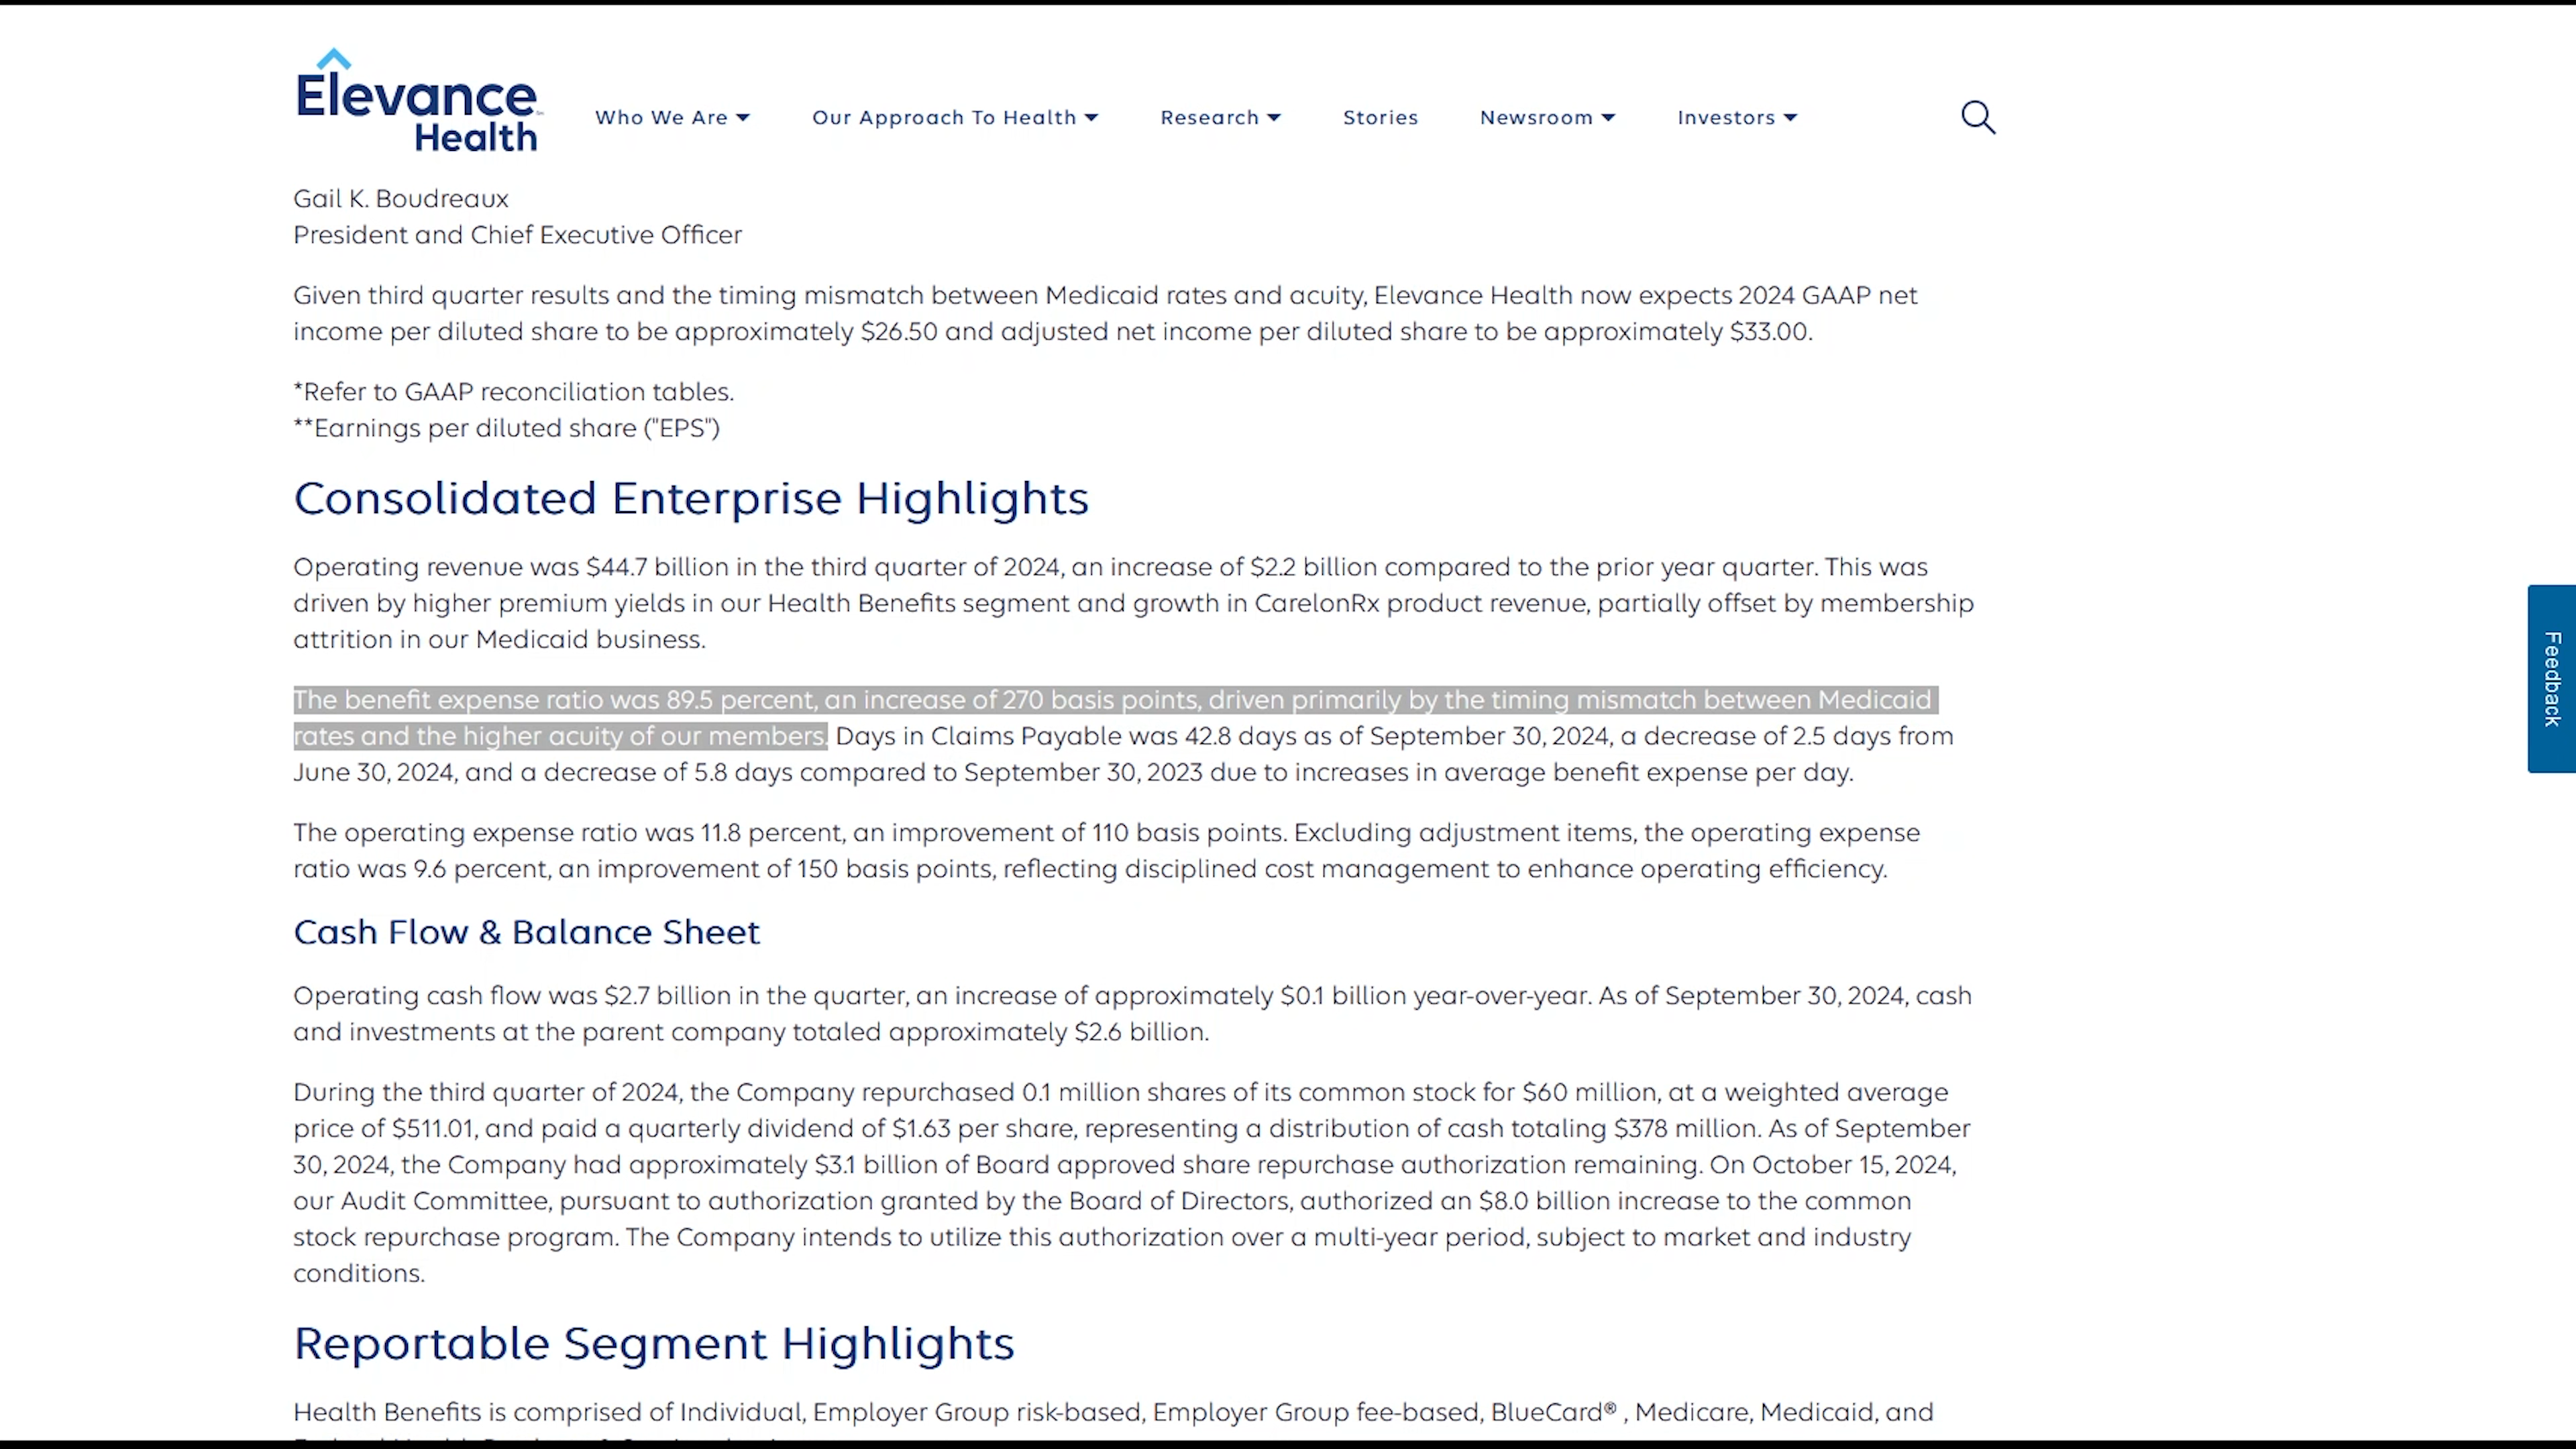 Elevance
Health
Who We Are
Our Approach To Health
Research
Stories
Newsroom
Investors
Gail K. Boudreaux
President and Chief Executive Officer
Given third quarter results and the timing mismatch between Medicaid rates and acuity, Elevance Health now expects 2024 GAAP net
income per diluted share to be approximately $26.50 and adjusted net income per diluted share to be approximately $33.00.
*Refer to GAAP reconciliation tables.
**Earnings per diluted share ("EPS")
Consolidated Enterprise Highlights
Operating revenue was $44.7 billion in the third quarter of 2024, an increase of $2.2 billion compared to the prior year quarter. This was
driven by higher premium yields in our Health Benefits segment and growth in CarelonRx product revenue, partially offset by membership
attrition in our Medicaid business.
The benefit expense ratio was 89.5 percent, an increase of 270 basis points, driven primarily by the timing mismatch between Medicaid
rates and the higher acuity of our members. Days in Claims Payable was 42.8 days as of September 30, 2024, a decrease of 2.5 days from
June 30, 2024, and a decrease of 5.8 days compared to September 30, 2023 due to increases in average benefit expense per day.
The operating expense ratio was 11.8 percent, an improvement of 110 basis points. Excluding adjustment items, the operating expense
ratio was 9.6 percent, an improvement of 150 basis points, reflecting disciplined cost management to enhance operating efficiency.
Cash Flow & Balance Sheet
Operating cash flow was $2.7 billion in the quarter, an increase of approximately $0.1 billion year-over-year. As of September 30, 2024, cash
and investments at the parent company totaled approximately $2.6 billion.
During the third quarter of 2024, the Company repurchased 0.1 million shares of its common stock for $60 million, at a weighted average
price of $511.01, and paid a quarterly dividend of $1.63 per share, representing a distribution of cash totaling $378 million. As of September
30, 2024, the Company had approximately $3.1 billion of Board approved share repurchase authorization remaining. On October 15, 2024,
our Audit Committee, pursuant to authorization granted by the Board of Directors, authorized an $8.0 billion increase to the common
stock repurchase program. The Company intends to utilize this authorization over a multi-year period, subject to market and industry
conditions.
Reportable Segment Highlights
Health Benefits is comprised of Individual, Employer Group risk-based, Employer Group fee-based, BlueCard® , Medicare, Medicaid, and
Feedback